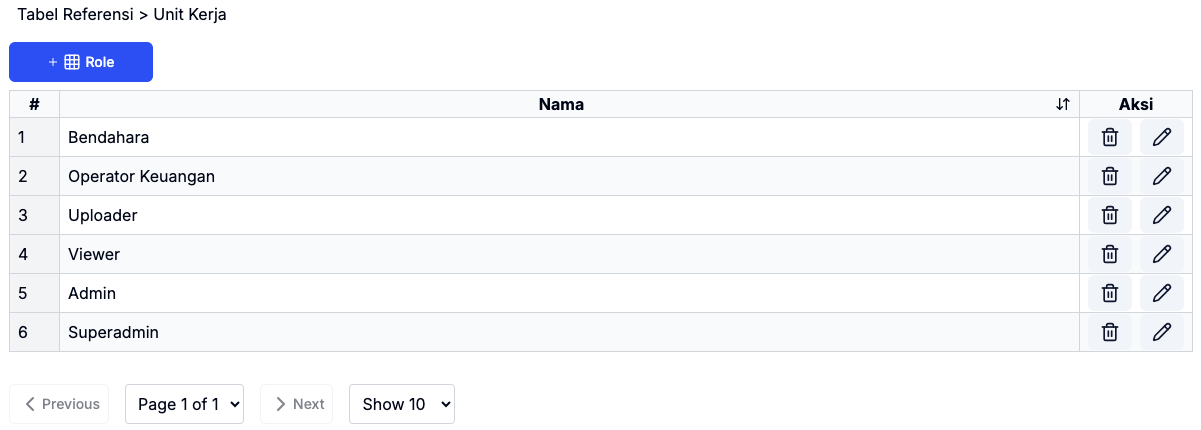 Tabel Referensi > Unit Kerja
+ Role
# Nama Aksi
1 Bendahara
2 Operator Keuangan
3 Uploader
4 Viewer
5 Admin
6 Superadmin
Previous Page 1 of 1 Next Show 10